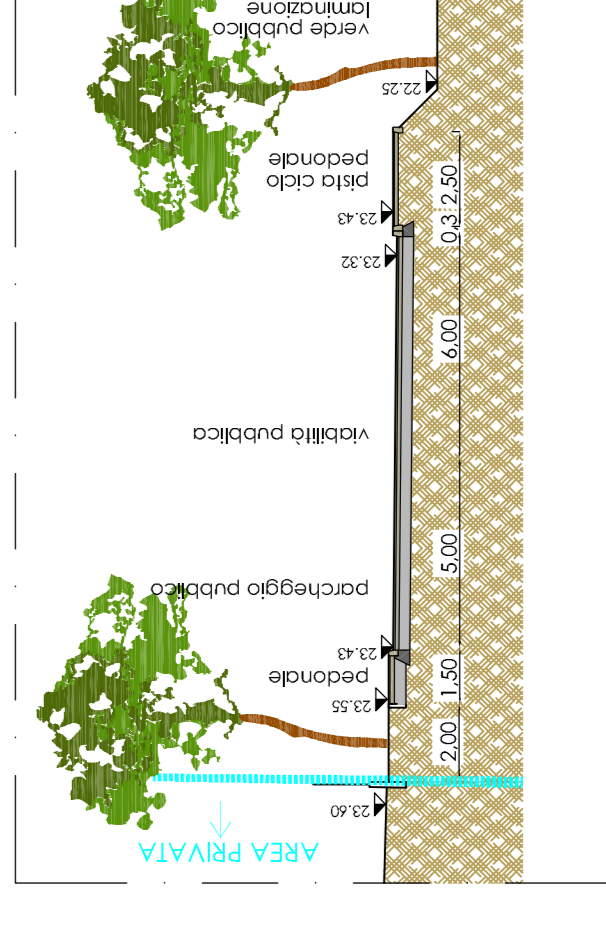 verde pubblico
laminazione
22.25
pista ciclo
pedonale
23.43
23.32
viabilità pubblica
parcheggio pubblico
23.43
pedonale
23.55
23.60
AREA PRIVATA
2,50
0,3
6,00
5,00
1,50
2,00